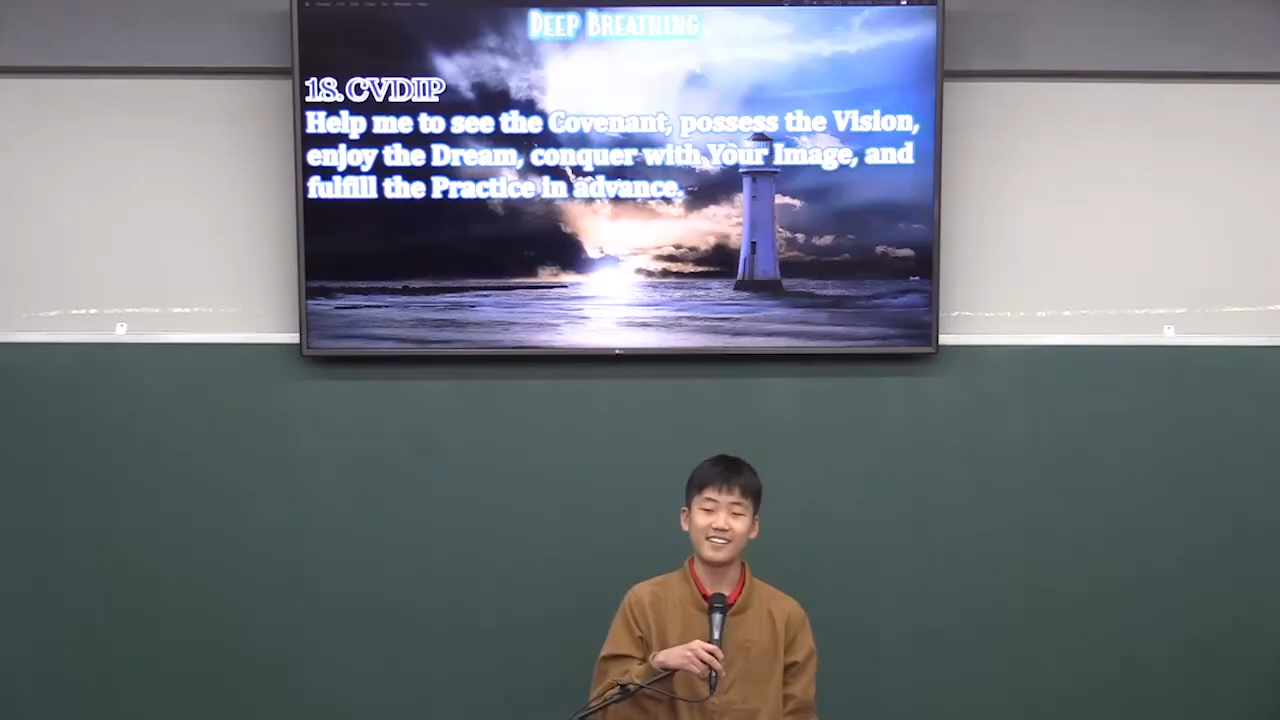 Deep Breathing
18. CVDIP
Help me to see the Covenant, possess the Vision,
enjoy the Dream, conquer with Your Image, and
fulfill the Practice in advance.